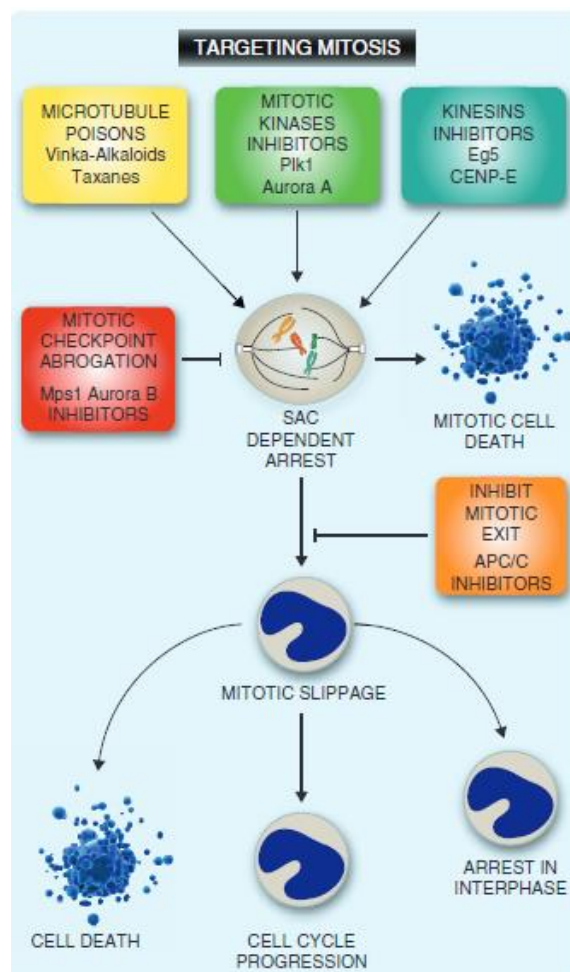 TARGETING MITOSIS
MICROTUBULE
POISONS
Vinka-Alkaloids
Taxanes
MITOTIC
KINASES
INHIBITORS
Plk1
Aurora A
KINESINS
INHIBITORS
Eg5
CENP-E
MITOTIC
CHECKPOINT
ABROGATION
Mps1 Aurora B
INHIBITORS
SAC
DEPENDENT
ARREST
MITOTIC CELL
DEATH
INHIBIT
MITOTIC
EXIT
APC/C
INHIBITORS
MITOTIC SLIPPAGE
ARREST IN
INTERPHASE
CELL DEATH
CELL CYCLE
PROGRESSION